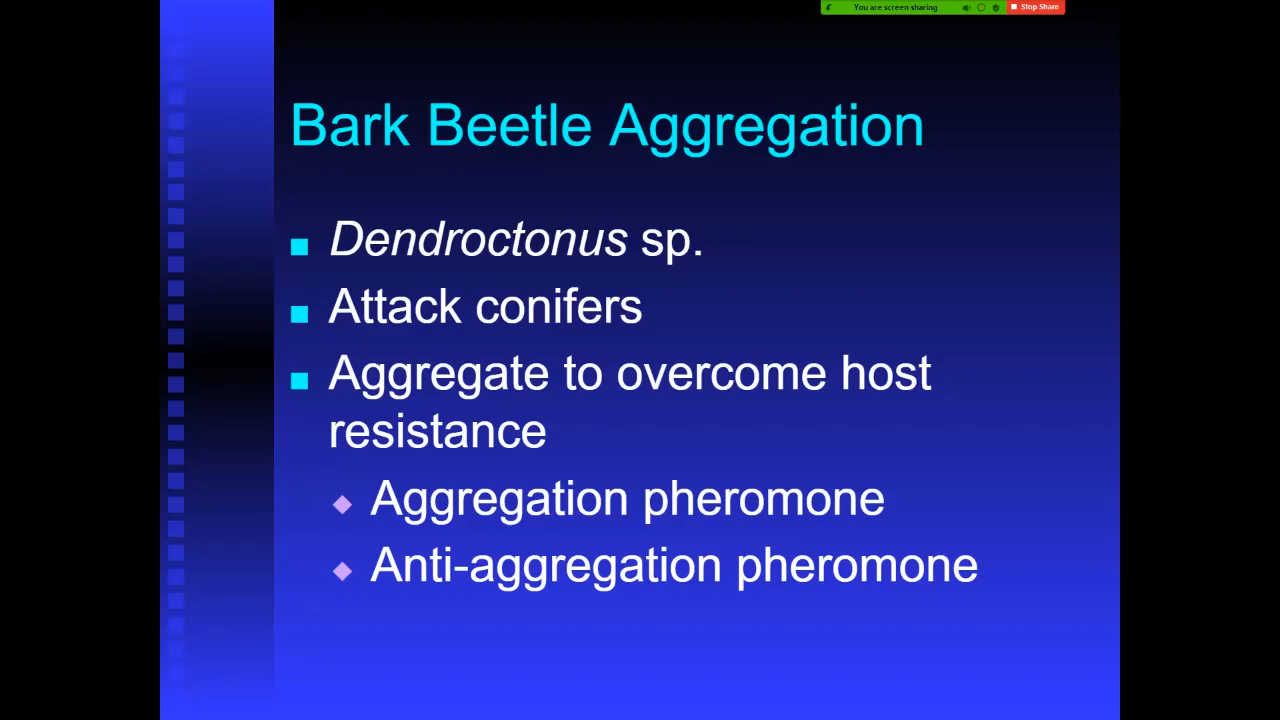 You are screen sharing
Stop Share
Bark Beetle Aggregation
Dendroctonus sp.
Attack conifers
Aggregate to overcome host
resistance
Aggregation pheromone
Anti-aggregation pheromone